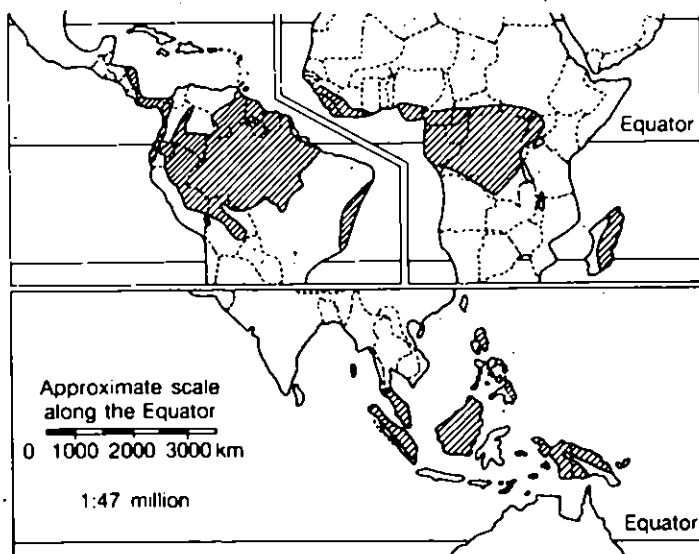 Equator
Approximate scale
along the Equator
0 1000 2000 3000 km
1:47 million
Equator